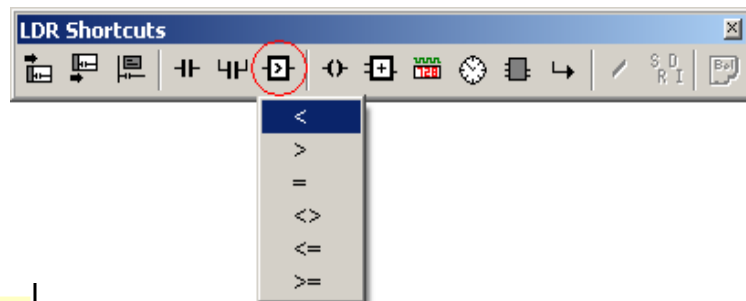 LDR Shortcuts
S D
R I
<
>
=
<>
<=
>=